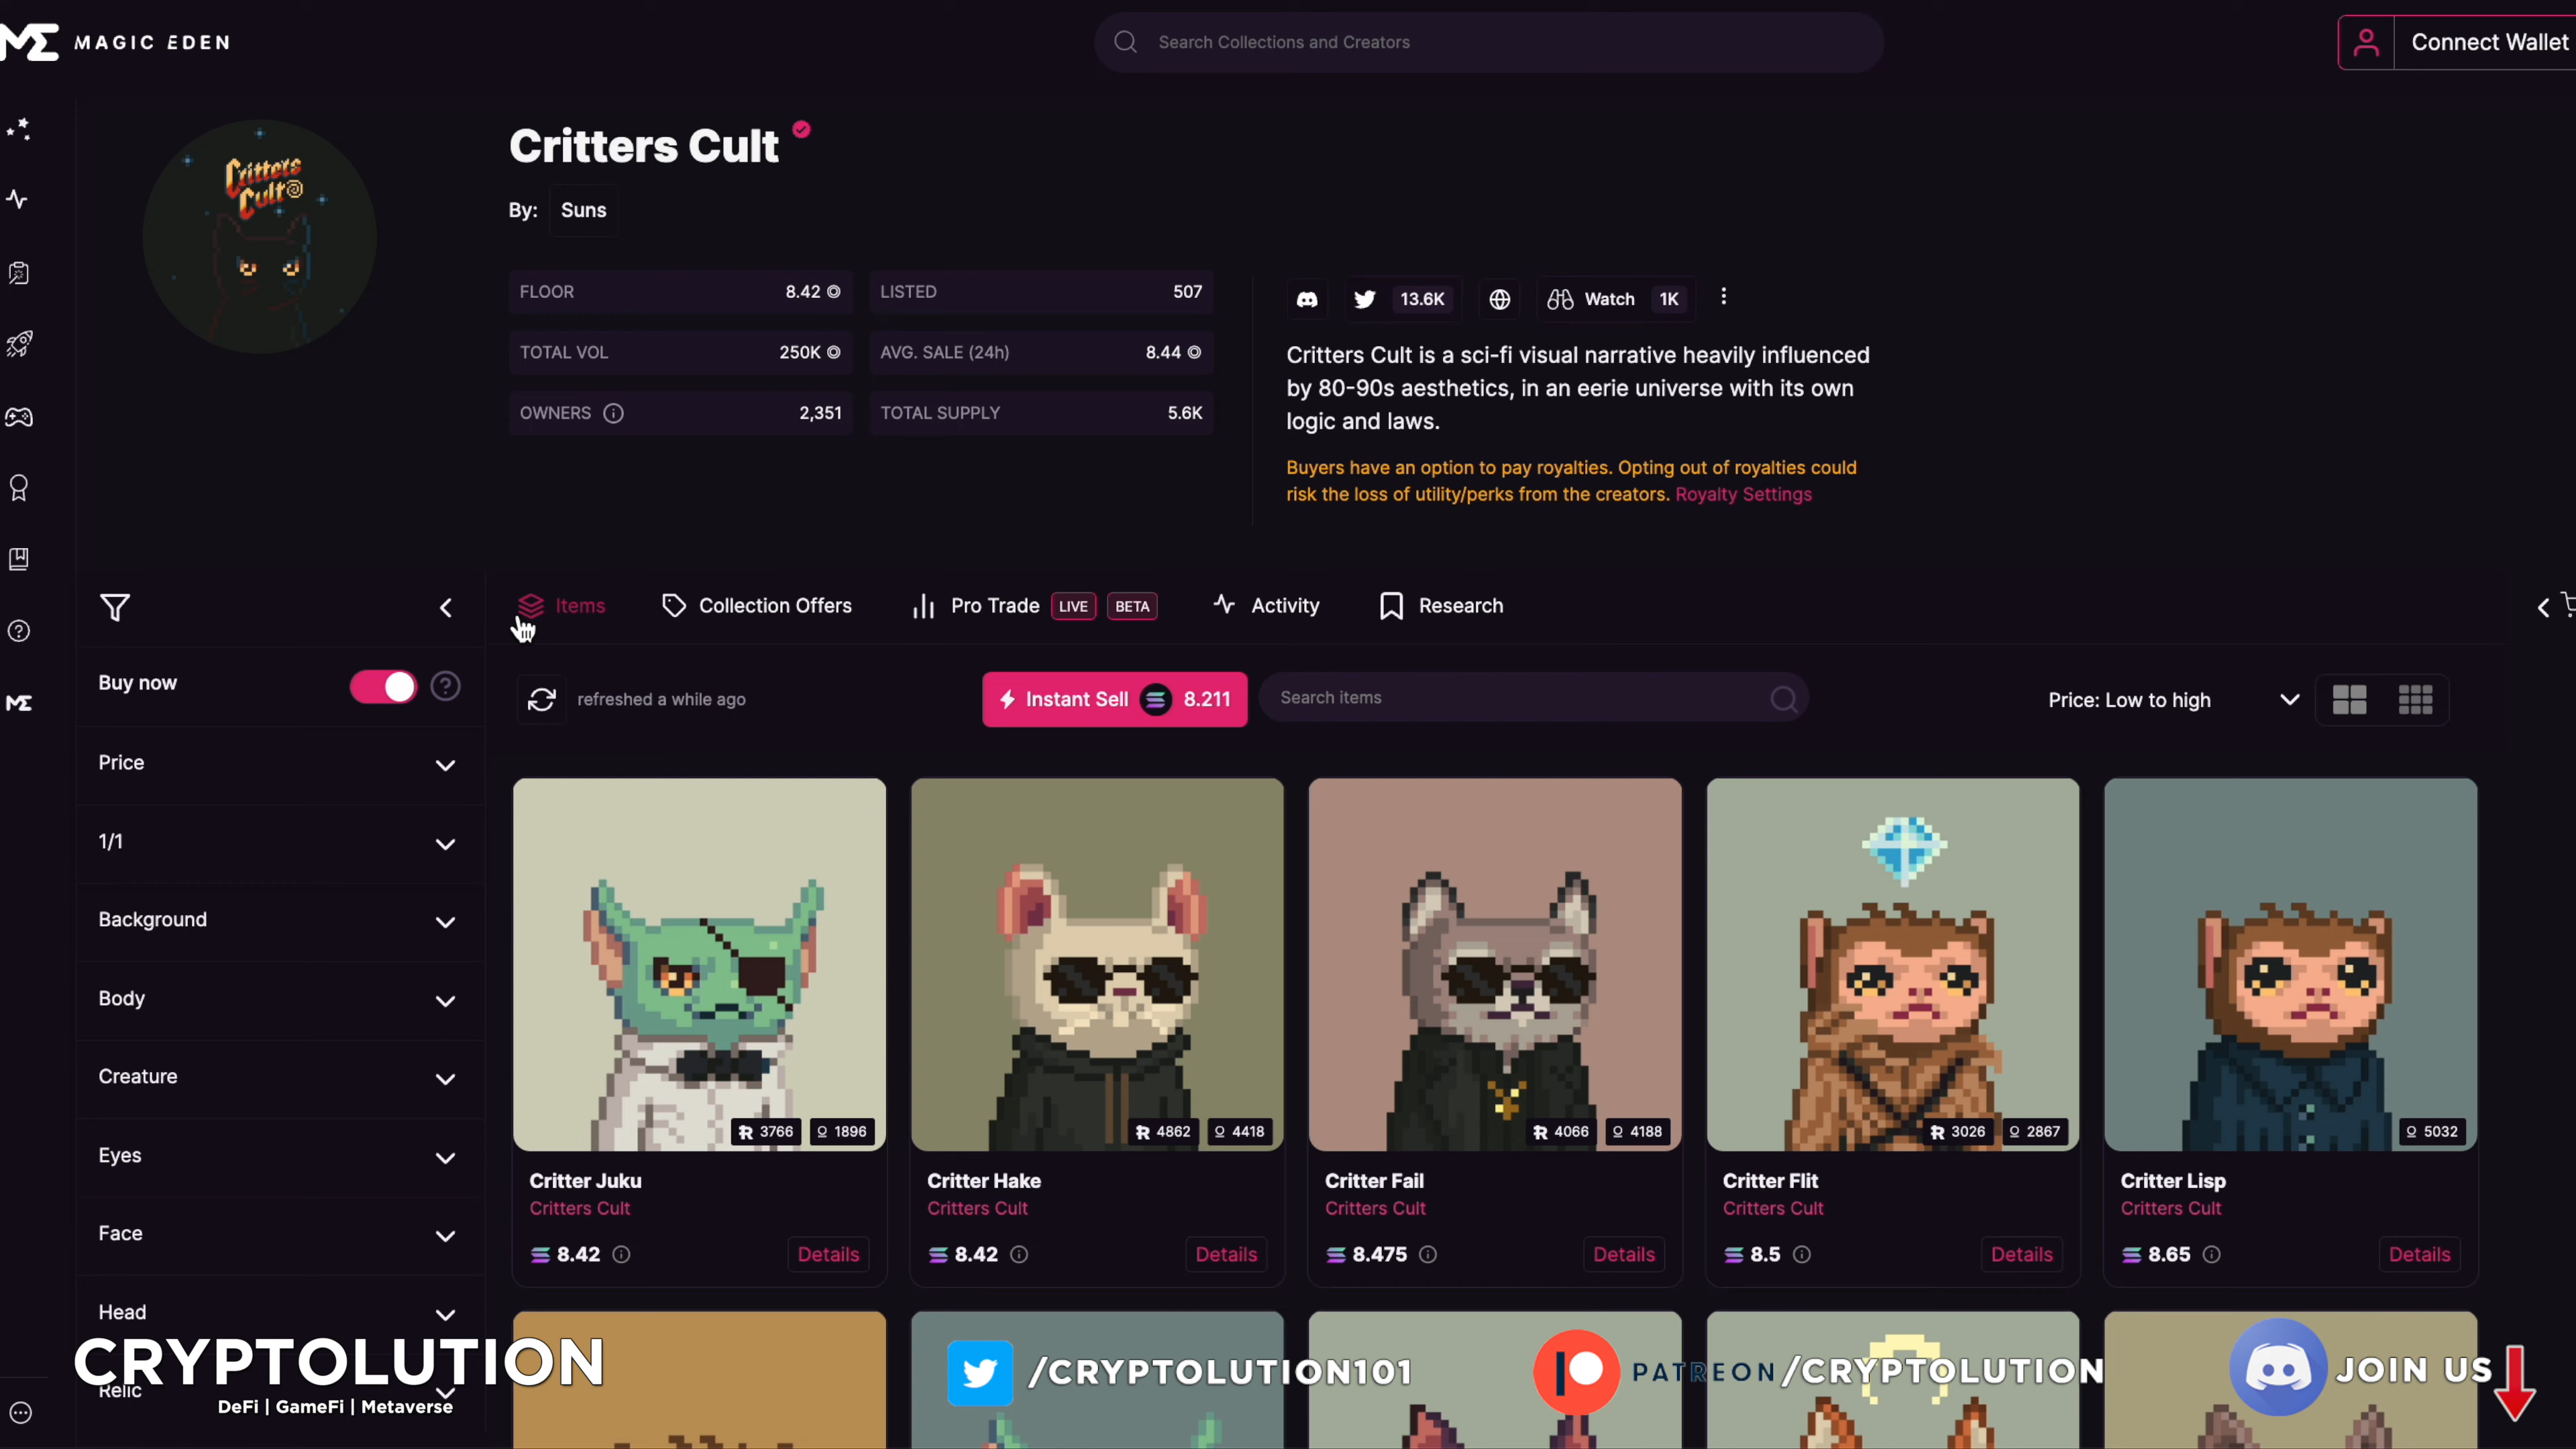 MAGIC EDEN
Search Collections and Creators
Connect Wallet
Critters
Cult
Critters Cult
By: Suns
FLOOR 8.42
LISTED 507
TOTAL VOL 250K
AVG. SALE (24h) 8.44
OWNERS 2,351
TOTAL SUPPLY 5.6K
13.6K
Watch 1K
Critters Cult is a sci-fi visual narrative heavily influenced
by 80-90s aesthetics, in an eerie universe with its own
logic and laws.
Buyers have an option to pay royalties. Opting out of royalties could
risk the loss of utility/perks from the creators. Royalty Settings
Items
Collection Offers
Pro Trade LIVE BETA
Activity
Research
Buy now
refreshed a while ago
Instant Sell 8.211
Search items
Price: Low to high
Price
1/1
Background
Body
Creature
Eyes
Face
Head
Relic
3766 1896
4862 4418
4066 4188
3026 2867
5032
Critter Juku
Critters Cult
8.42 Details
Critter Hake
Critters Cult
8.42 Details
Critter Fail
Critters Cult
8.475 Details
Critter Flit
Critters Cult
8.5 Details
Critter Lisp
Critters Cult
8.65 Details
CRYPTOLUTION
DeFi | GameFi | Metaverse
/CRYPTOLUTION101
PATREON /CRYPTOLUTION
JOIN US